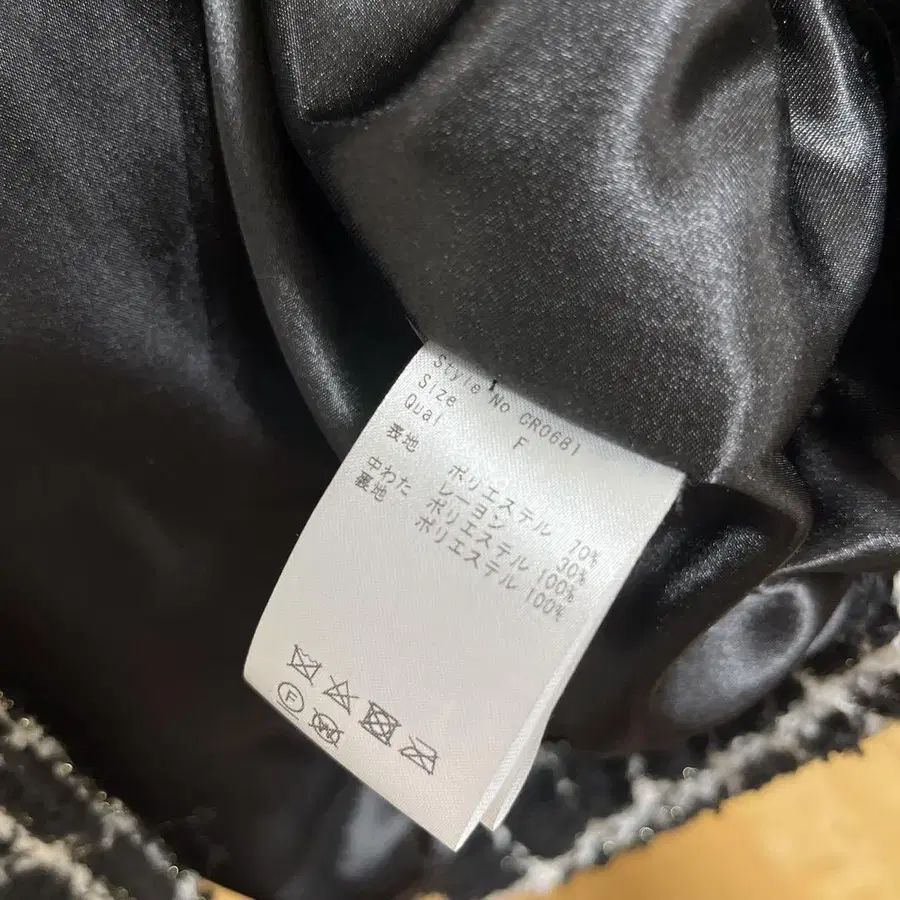 Style No CR0681
Size F
Qual
表地 ポリエステル 70%
レーヨン 30%
中わた ポリエステル 100%
裏地 ポリエステル 100%
F
W